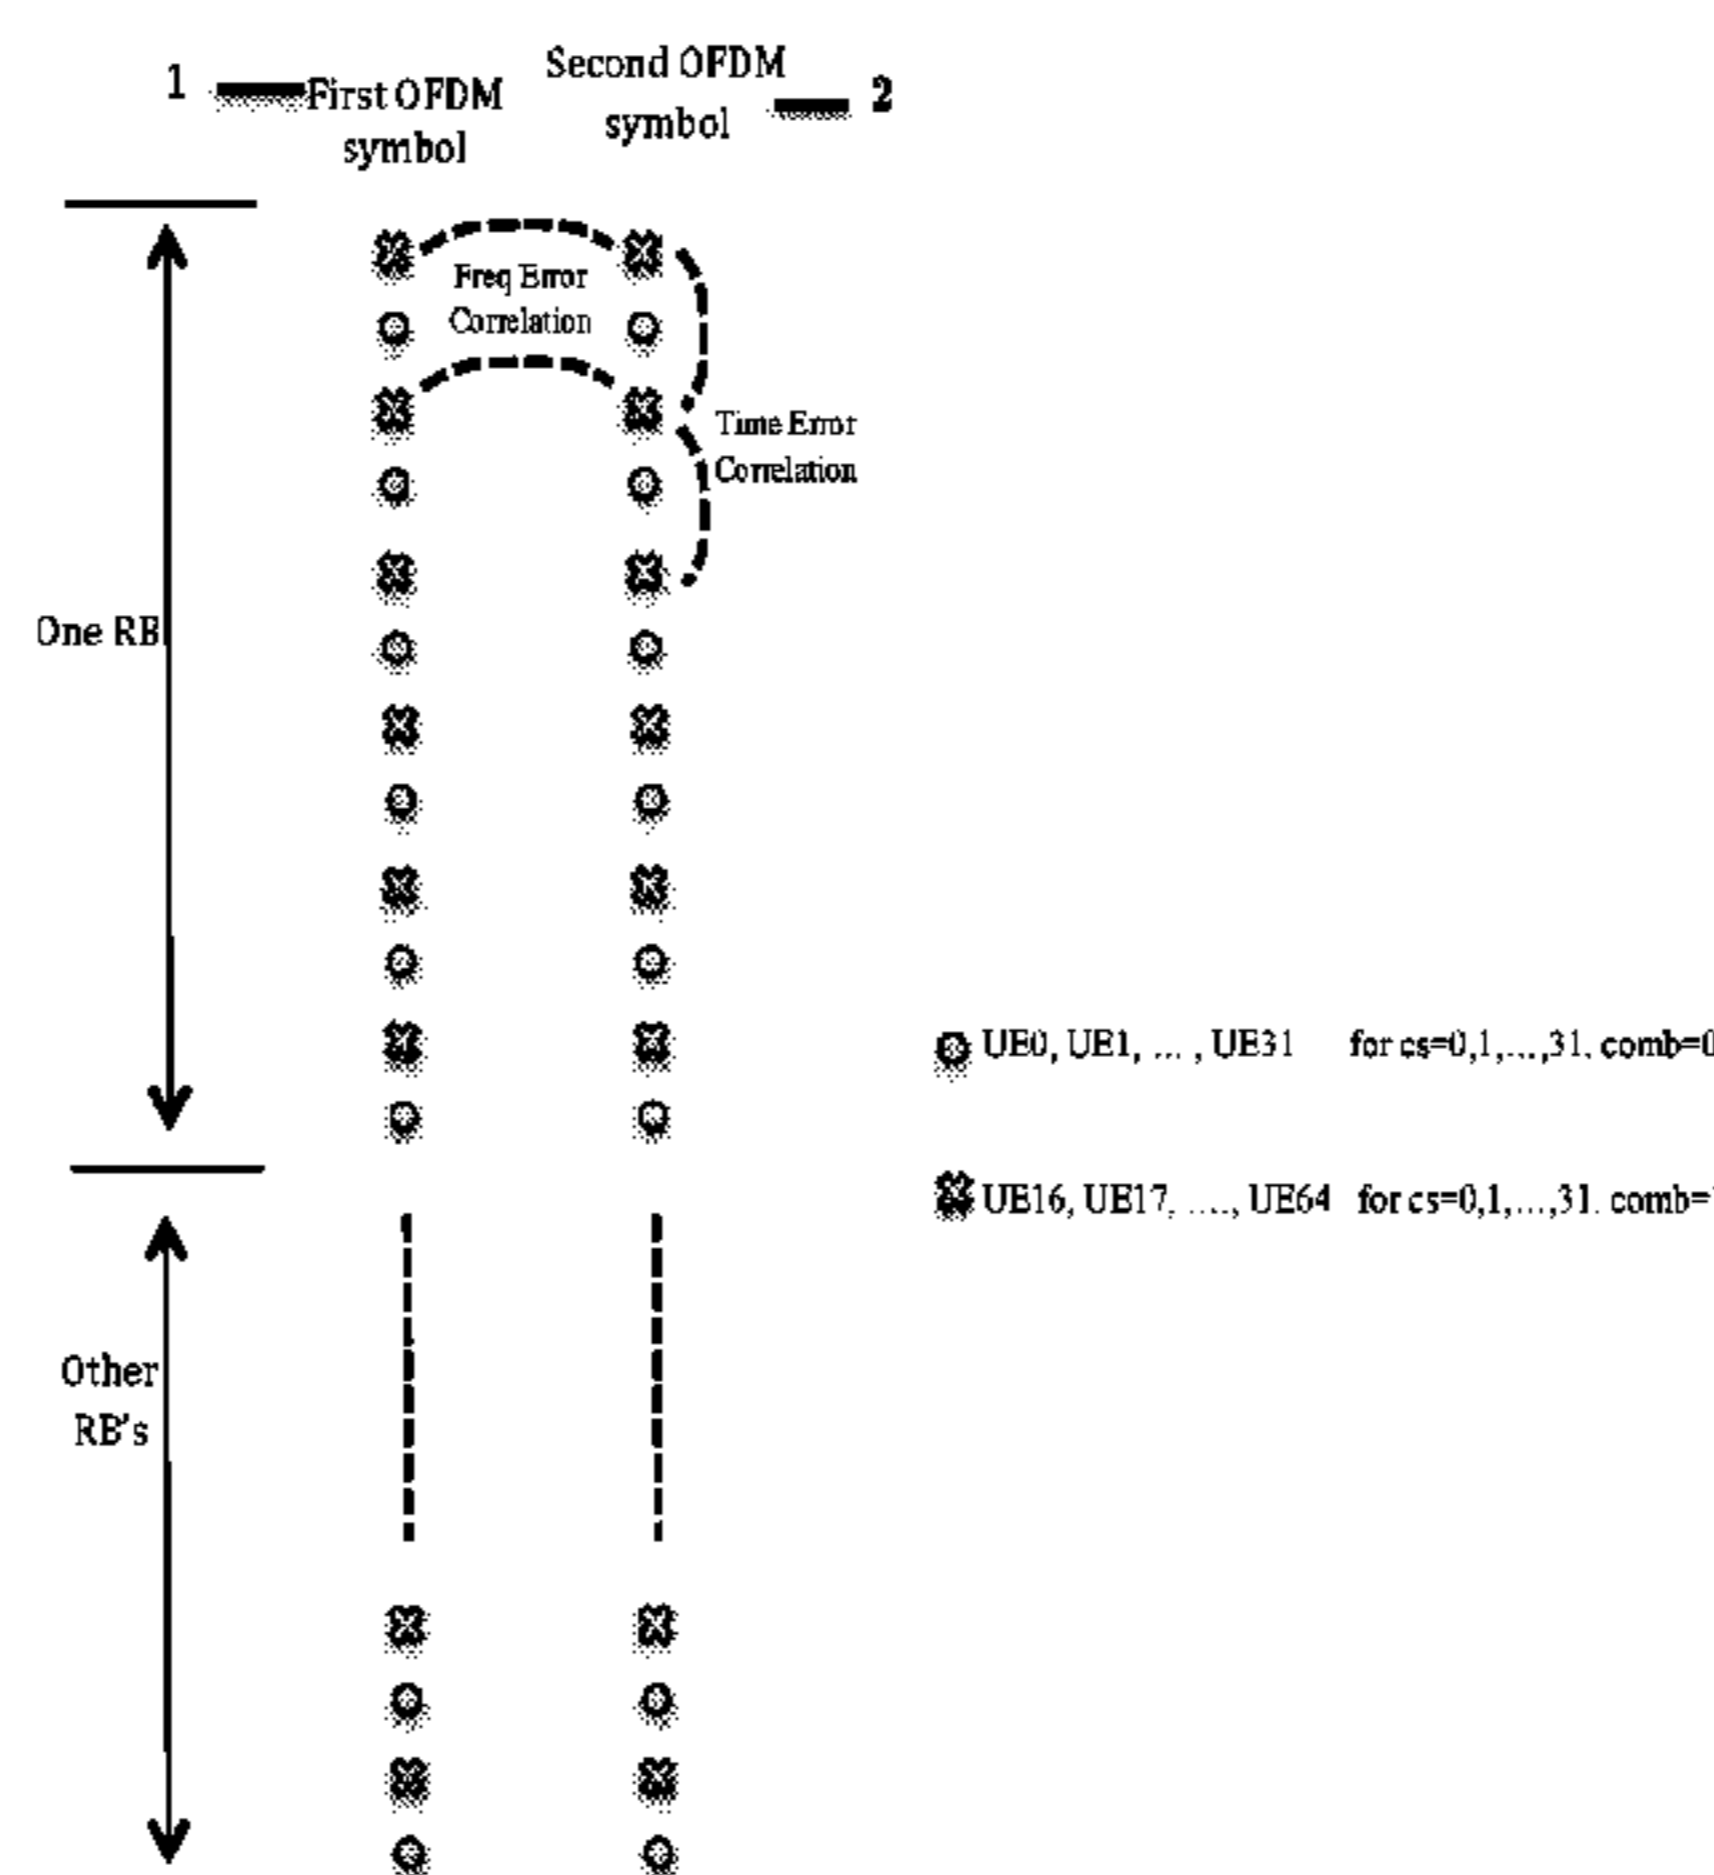 1 First OFDM
symbol
Second OFDM
symbol 2
Freq Error
Correlation
Time Error
Correlation
One RB
UE0, UE1, ... , UE31 for cs=0,1,...,31. comb=0
UE16, UE17, ...., UE64 for cs=0,1,...,31. comb=
Other
RB's